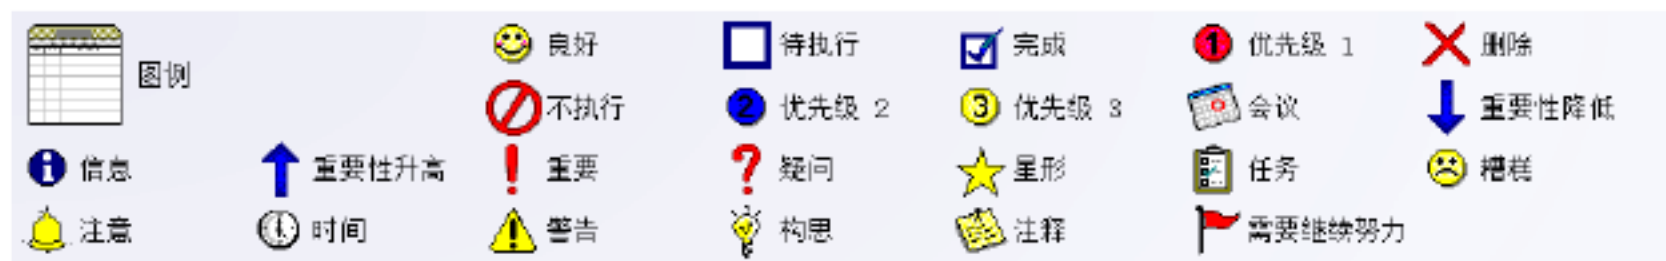 良好 待执行 完成 优先级 1 删除
图例
不执行 优先级 2 优先级 3 会议 重要性降低
信息 重要性升高 重要 疑问 星形 任务 糟糕
注意 时间 警告 构思 注释 需要继续努力